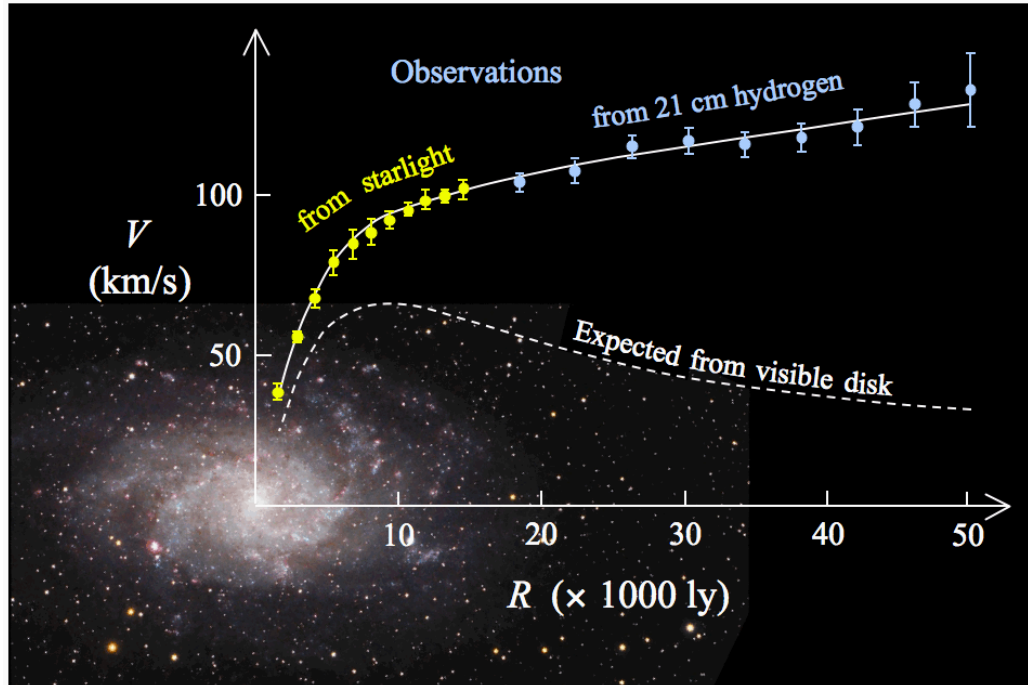 Observations
from 21 cm hydrogen
from starlight
100
V
(km/s)
50
Expected from visible disk
10 20 30 40 50
R (× 1000 ly)